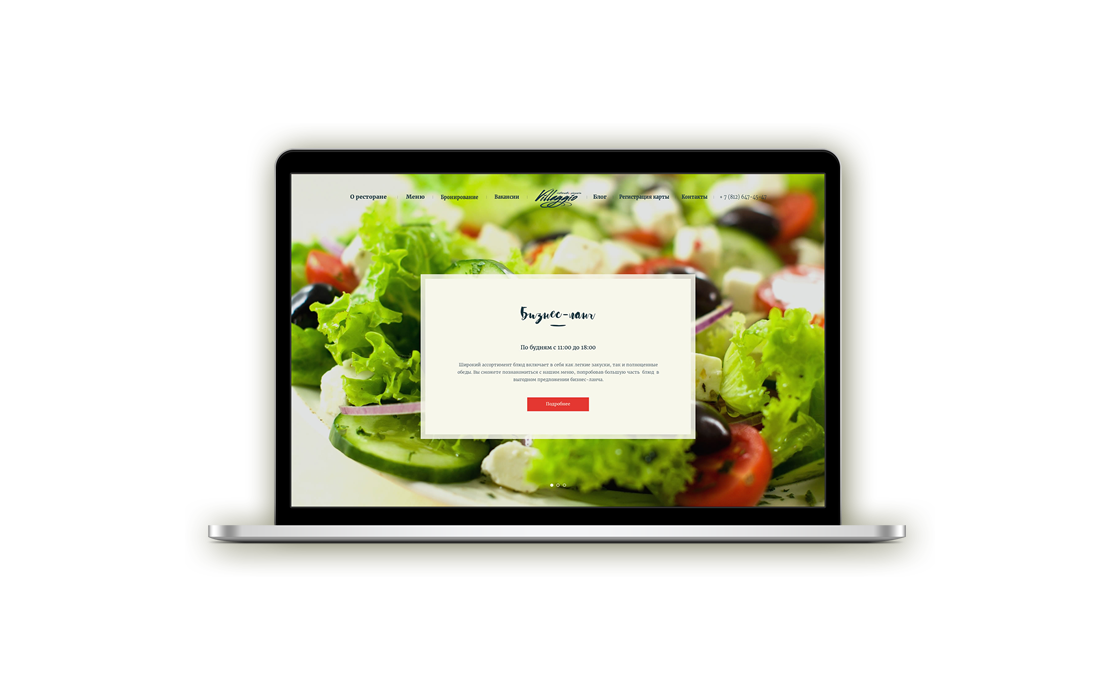 О ресторане Меню Бронирование Вакансии Villaggio Блог Регистрация карты Контакты + 7 (812) 647-
Бизнес-ланч
По будням с 11:00 до 18:00
Широкий ассортимент блюд включает в себя как легкие закуски, так и полноценные
обеды. Вы сможете познакомиться с нашим меню, попробовав большую часть блюд в
выгодном предложении бизнес-ланча.
Подробнее